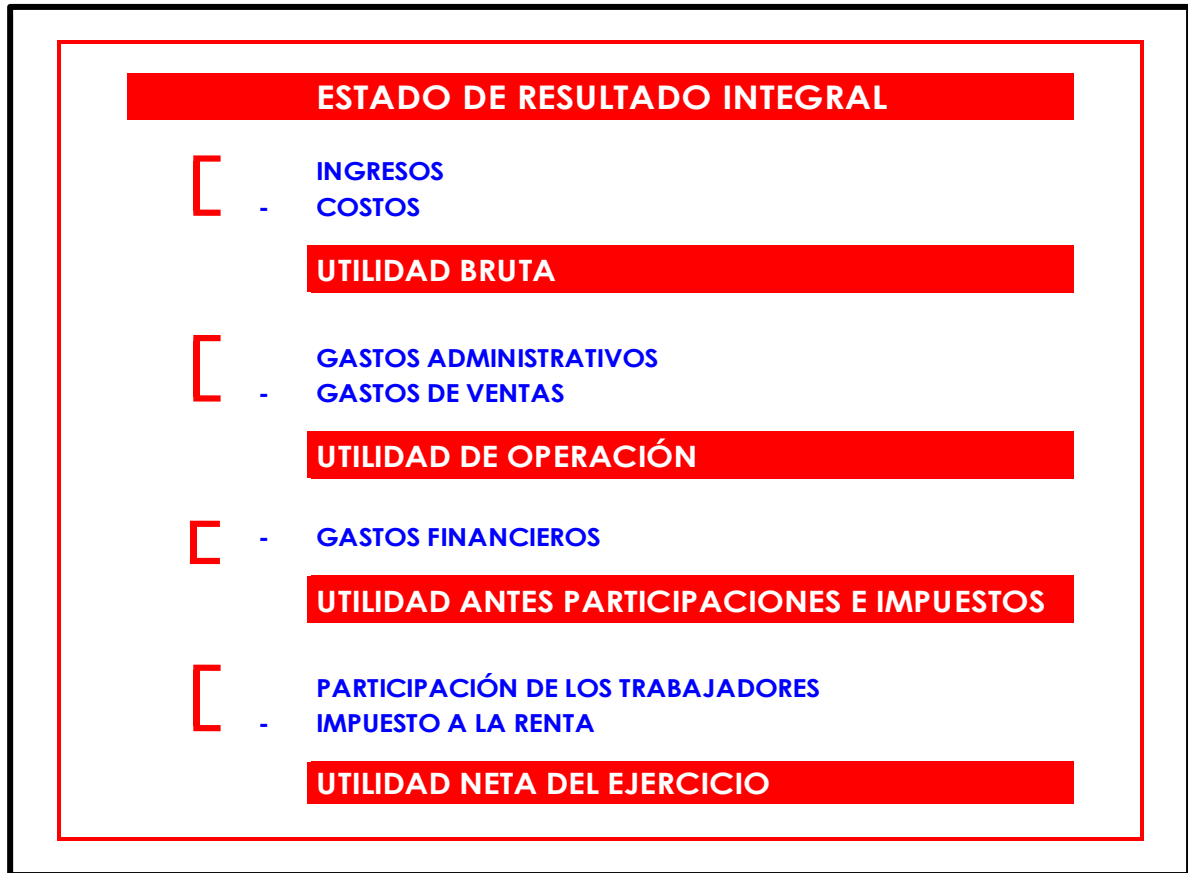 ESTADO DE RESULTADO INTEGRAL
INGRESOS
- COSTOS
UTILIDAD BRUTA
GASTOS ADMINISTRATIVOS
- GASTOS DE VENTAS
UTILIDAD DE OPERACIÓN
- GASTOS FINANCIEROS
UTILIDAD ANTES PARTICIPACIONES E IMPUESTOS
PARTICIPACIÓN DE LOS TRABAJADORES
- IMPUESTO A LA RENTA
UTILIDAD NETA DEL EJERCICIO